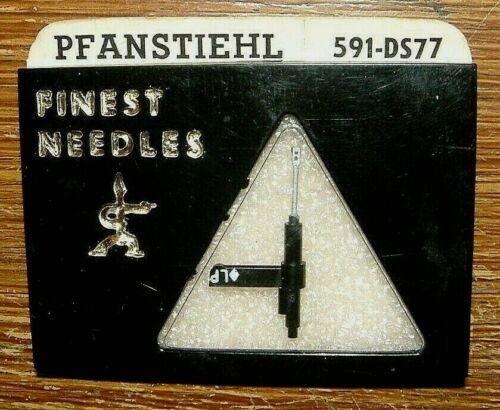 PFANSTIEHL 591-DS77
FINEST
NEEDLES
◆LP